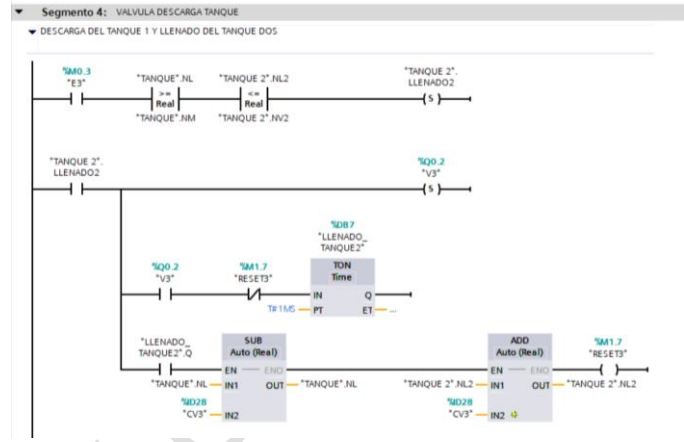 Segmento 4: VALVULA DESCARGA TANQUE
DESCARGA DEL TANQUE 1 Y LLENADO DEL TANQUE DOS
%M0.3
"E3"
"TANQUE".NL
>=
Real
"TANQUE".NM
"TANQUE 2".NL2
<=
Real
"TANQUE 2".NV2
"TANQUE 2".
LLENADO2
S
"TANQUE 2".
LLENADO2
%Q0.2
"V3"
S
%DB7
"LLENADO_
TANQUE2"
%Q0.2
"V3"
%M1.7
"RESET3"
TON
Time
IN Q
T#1MS PT ET ...
"LLENADO_
TANQUE2".Q
SUB
Auto (Real)
EN ENO
"TANQUE".NL IN1 OUT "TANQUE".NL
%ID28
"CV3" IN2
ADD
Auto (Real)
EN ENO
"TANQUE 2".NL2 IN1 OUT "TANQUE 2".NL2
%ID28
"CV3" IN2
%M1.7
"RESET3"